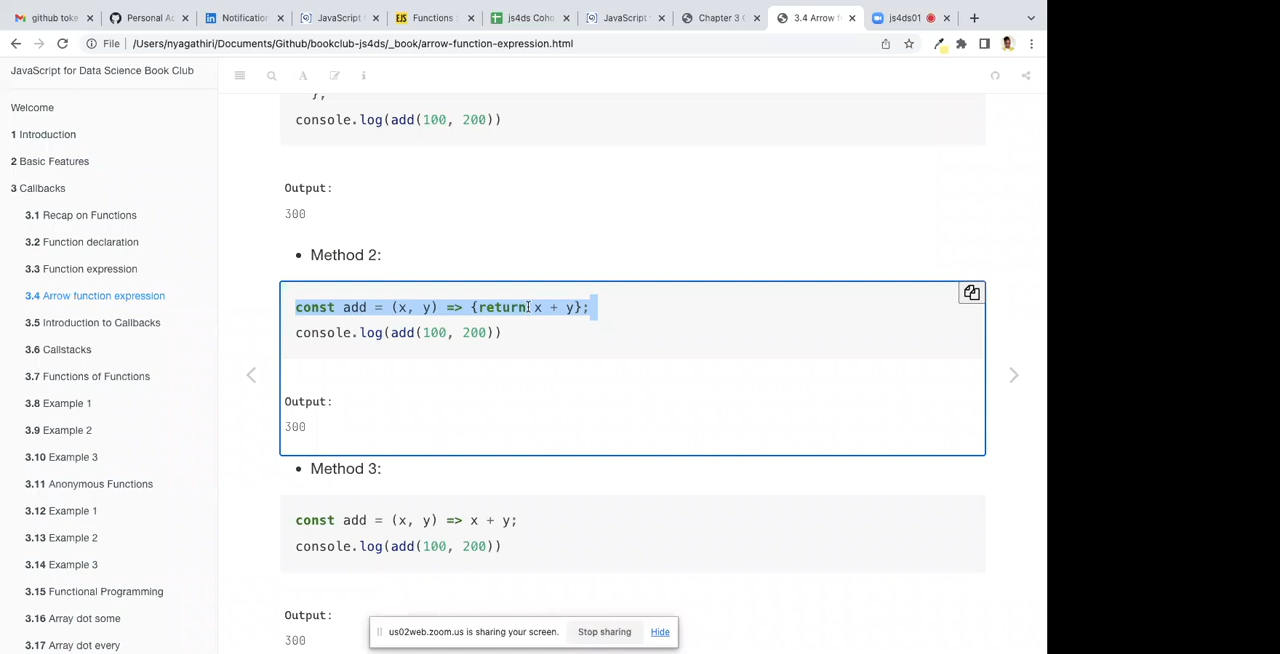 github toke
Personal Ac
Notification
JavaScript
EJS Functions
js4ds Coho
JavaScript
Chapter 3
3.4 Arrow f
js4ds01
File | /Users/nyagathiri/Documents/Github/bookclub-js4ds/_book/arrow-function-expression.html
JavaScript for Data Science Book Club
Welcome
1 Introduction
2 Basic Features
3 Callbacks
3.1 Recap on Functions
3.2 Function declaration
3.3 Function expression
3.4 Arrow function expression
3.5 Introduction to Callbacks
3.6 Callstacks
3.7 Functions of Functions
3.8 Example 1
3.9 Example 2
3.10 Example 3
3.11 Anonymous Functions
3.12 Example 1
3.13 Example 2
3.14 Example 3
3.15 Functional Programming
3.16 Array dot some
3.17 Array dot every
};
console.log(add(100, 200))
Output:
300
• Method 2:
const add = (x, y) => {return x + y};
console.log(add(100, 200))
Output:
300
• Method 3:
const add = (x, y) => x + y;
console.log(add(100, 200))
Output:
300
us02web.zoom.us is sharing your screen.
Stop sharing
Hide